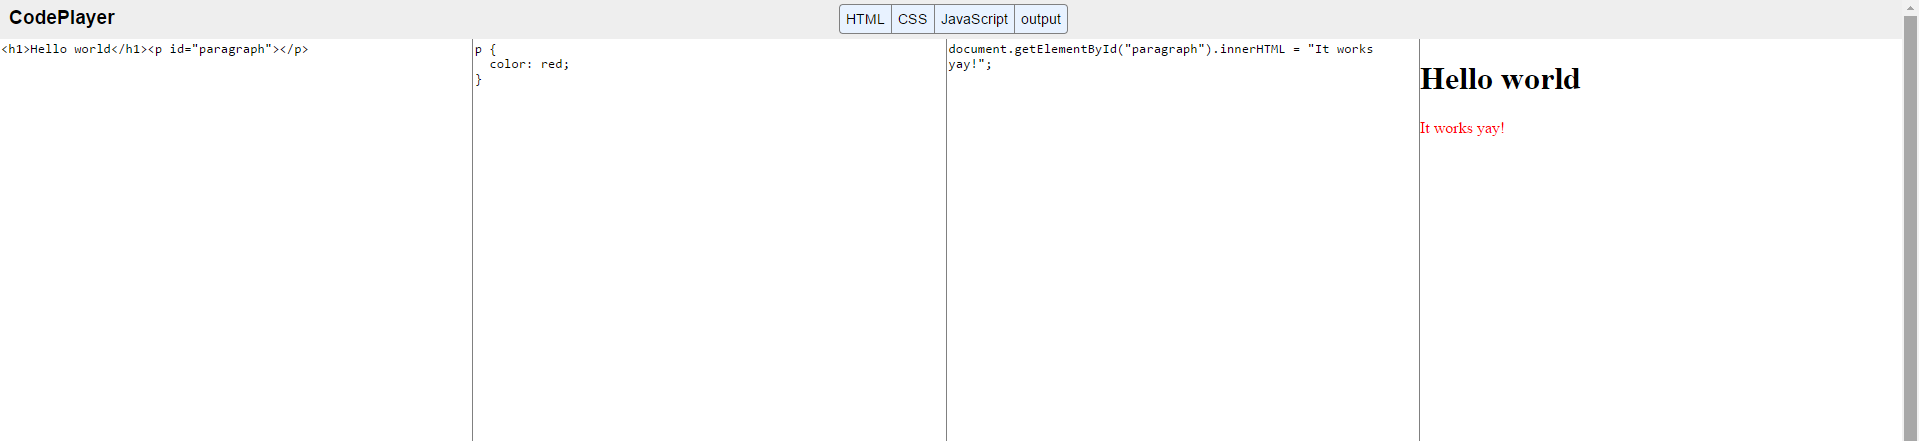 CodePlayer
HTML CSS JavaScript output
<h1>Hello world</h1><p id="paragraph"></p>
p {
  color: red;
}
document.getElementById("paragraph").innerHTML = "It works
yay!";
Hello world
It works yay!